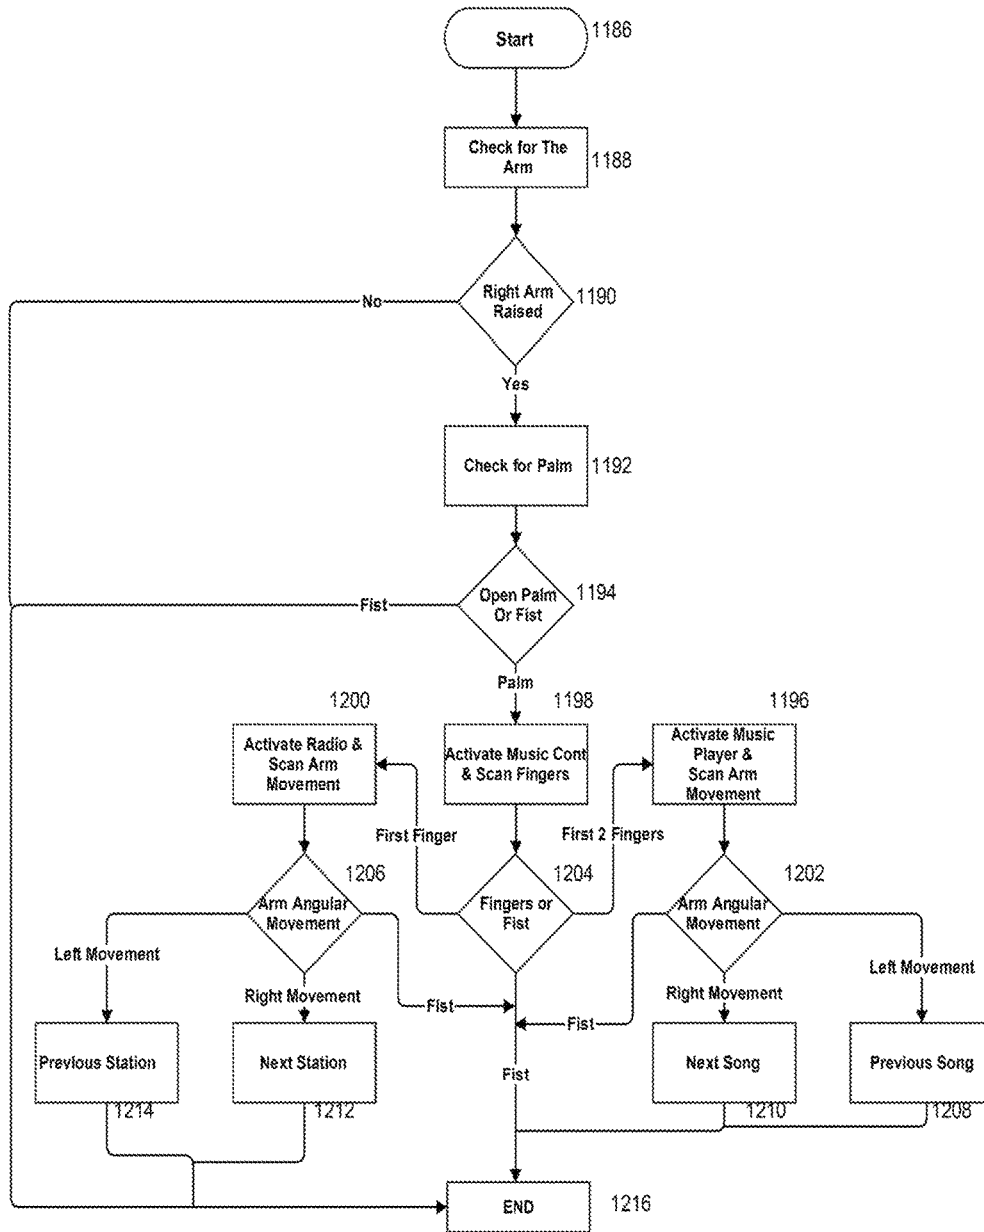 Start
1186
Check for The
Arm
1188
Right Arm
Raised
1190
No
Yes
Check for Palm
1192
Open Palm
Or Fist
1194
Fist
Palm
1200
1198
1196
Activate Radio &
Scan Arm
Movement
Activate Music Cont
& Scan Fingers
Activate Music
Player &
Scan Arm
Movement
First Finger
First 2 Fingers
1206
1204
1202
Arm Angular
Movement
Fingers or
Fist
Arm Angular
Movement
Left Movement
Right Movement
Fist
Fist
Right Movement
Left Movement
Fist
Previous Station
Next Station
Next Song
Previous Song
1214
1212
1210
1208
END
1216